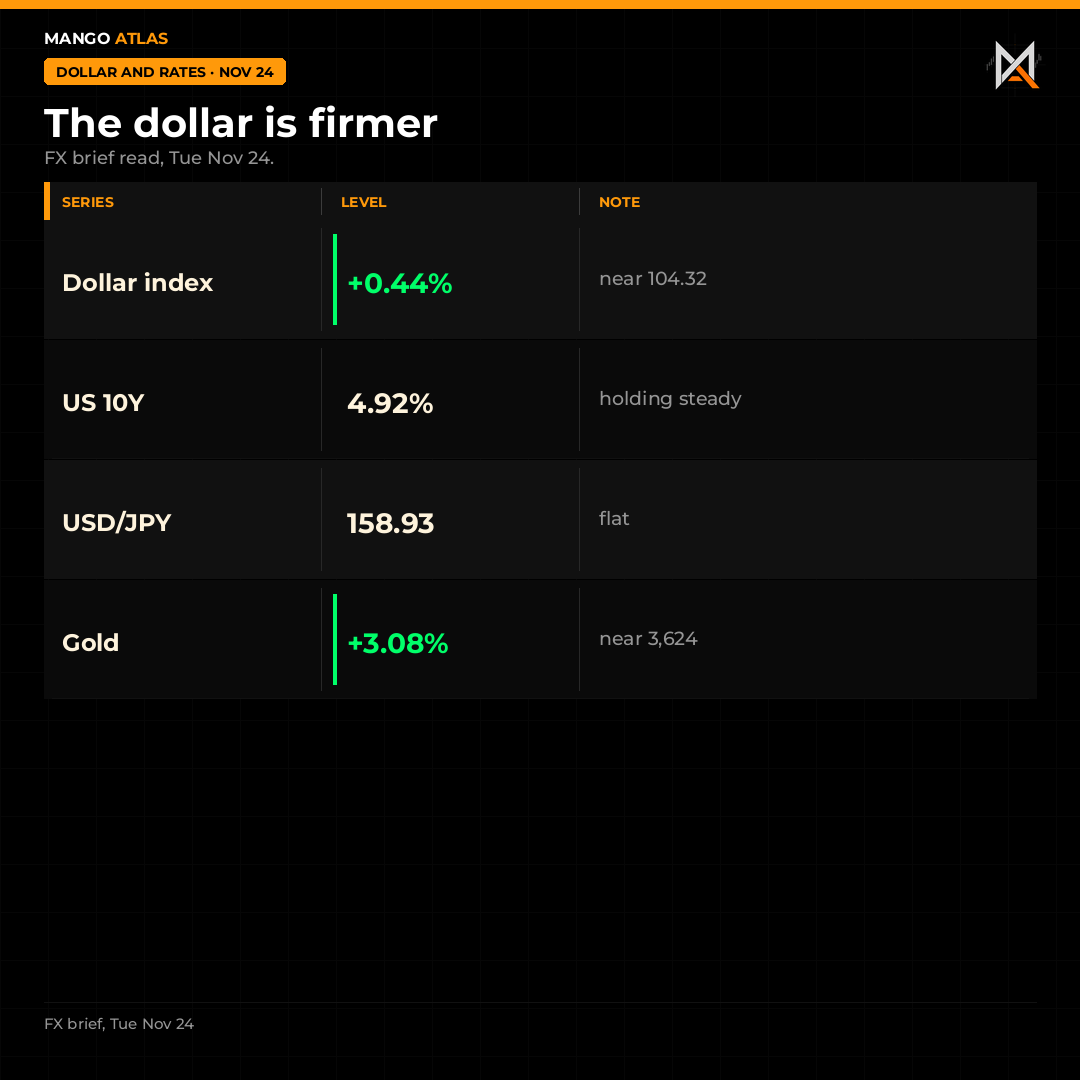 MANGO ATLAS
DOLLAR AND RATES · NOV 24
The dollar is firmer
FX brief read, Tue Nov 24.
SERIES LEVEL NOTE
Dollar index +0.44% near 104.32
US 10Y 4.92% holding steady
USD/JPY 158.93 flat
Gold +3.08% near 3,624
FX brief, Tue Nov 24